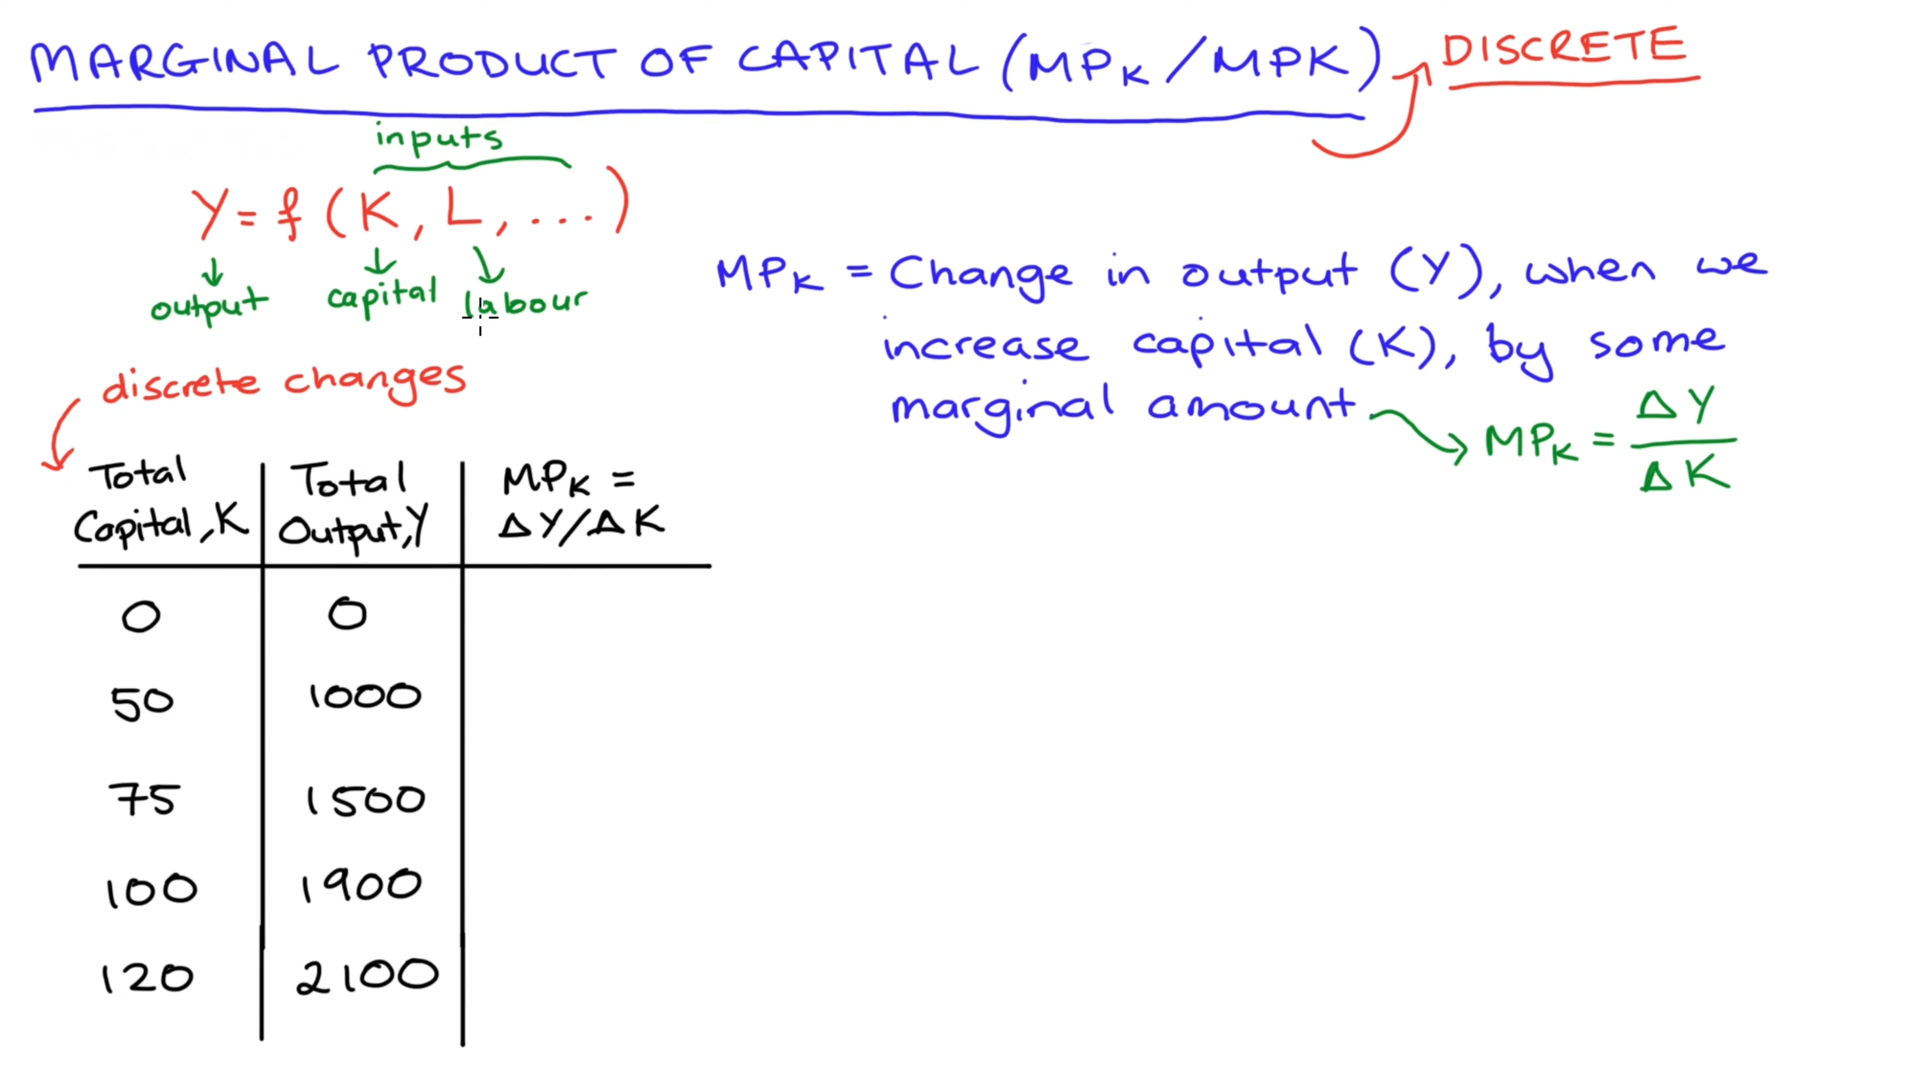 MARGINAL PRODUCT OF CAPITAL (MPK / MPK) DISCRETE
inputs
Y = f (K, L, ...)
output capital labour
MPK = Change in output (Y), when we
increase capital (K), by some
marginal amount
MPK = ΔY
ΔK
discrete changes
Total Capital, K | Total Output, Y | MPK = ΔY/ΔK
0 0
50 1000
75 1500
100 1900
120 2100